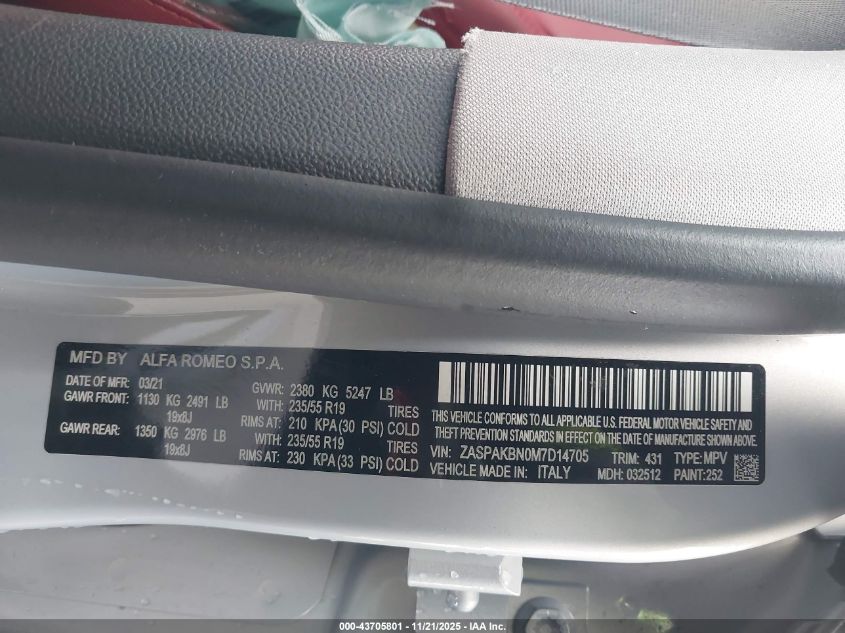 MFD BY ALFA ROMEO S.P.A.
DATE OF MFR: 03/21 GVWR: 2380 KG 5247 LB
GAWR FRONT: 1130 KG 2491 LB WITH: 235/55 R19 TIRES
19x8J RIMS AT: 210 KPA (30 PSI) COLD
GAWR REAR: 1350 KG 2976 LB WITH: 235/55 R19 TIRES
19x8J RIMS AT: 230 KPA (33 PSI) COLD
THIS VEHICLE CONFORMS TO ALL APPLICABLE U.S. FEDERAL MOTOR VEHICLE SAFETY
AND THEFT PREVENTION STANDARDS IN EFFECT ON THE DATE OF MANUFACTURE SHOWN ABOVE.
VIN: ZASPAKBN0M7D14705 TRIM: 431 TYPE: MPV
VEHICLE MADE IN: ITALY MDH: 032512 PAINT: 252
000-43705801 - 11/21/2025 - IAA Inc.